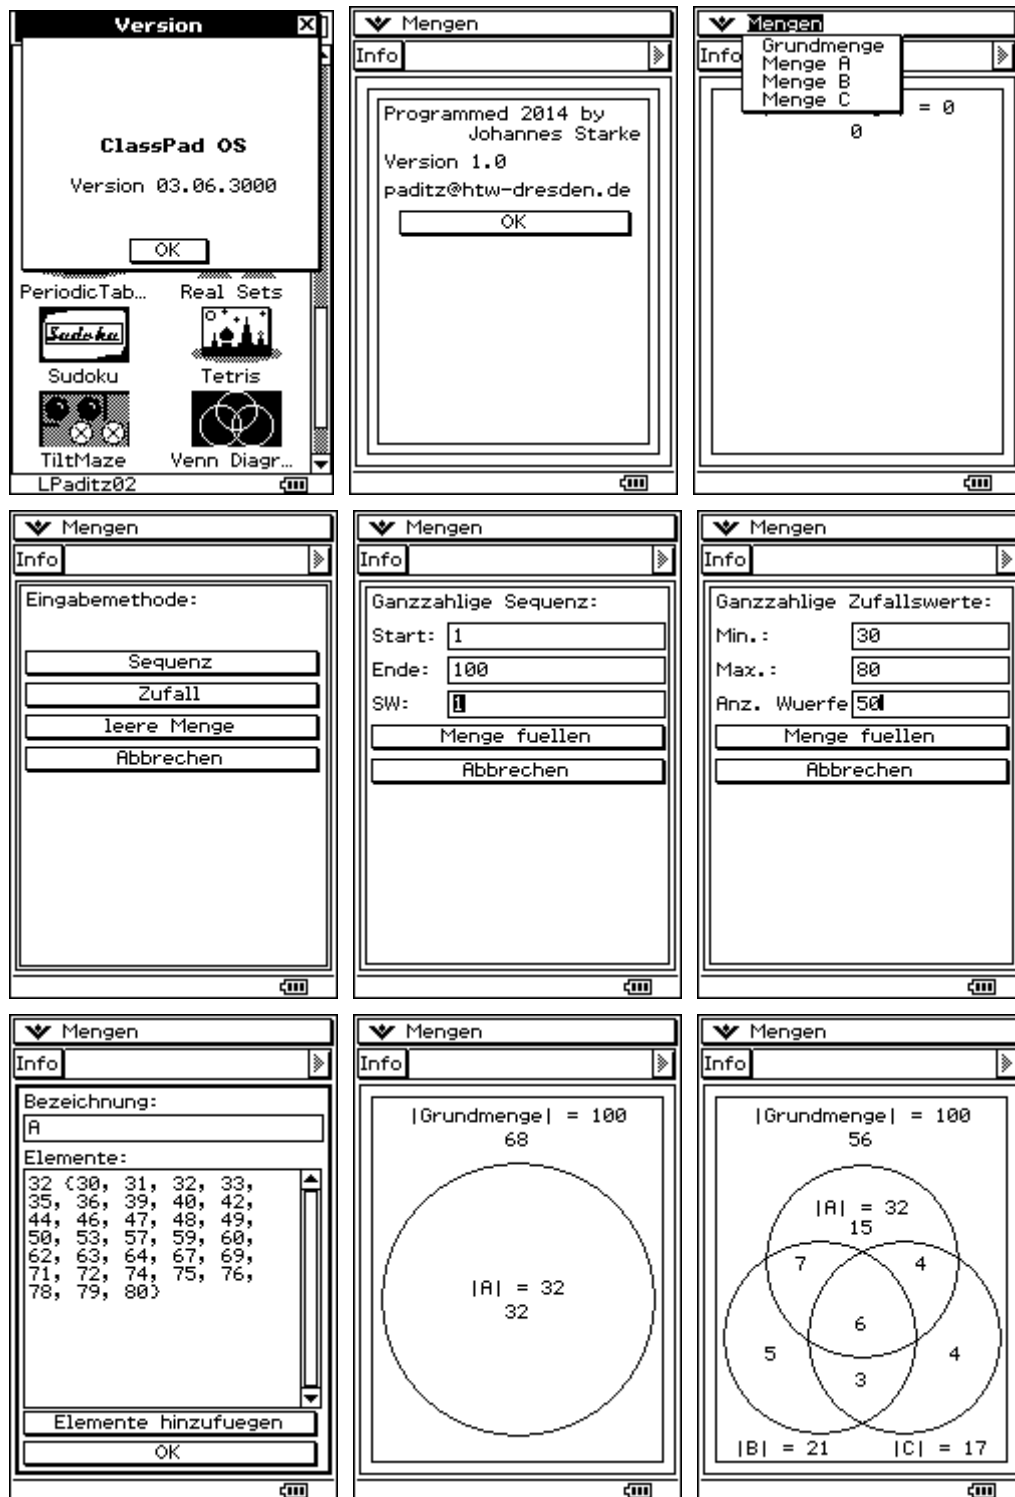 Version
ClassPad OS
Version 03.06.3000
OK
PeriodicTab...
Real Sets
Sudoku
Sudoku
Tetris
TiltMaze
Venn Diagr...
LPaditz02
Mengen
Info
Programmed 2014 by
Johannes Starke
Version 1.0
paditz@htw-dresden.de
OK
Mengen
Info
Grundmenge
Menge A
Menge B
Menge C
= 0
0
Mengen
Info
Eingabemethode:
Sequenz
Zufall
leere Menge
Abbrechen
Mengen
Info
Ganzzahlige Sequenz:
Start: 1
Ende: 100
SW: 1
Menge fuellen
Abbrechen
Mengen
Info
Ganzzahlige Zufallswerte:
Min.: 30
Max.: 80
Anz. Wuerfe 50
Menge fuellen
Abbrechen
Mengen
Info
Bezeichnung:
A
Elemente:
32 {30, 31, 32, 33,
35, 36, 39, 40, 42,
44, 46, 47, 48, 49,
50, 53, 57, 59, 60,
62, 63, 64, 67, 69,
71, 72, 74, 75, 76,
78, 79, 80}
Elemente hinzufuegen
OK
Mengen
Info
|Grundmenge| = 100
68
|A| = 32
32
Mengen
Info
|Grundmenge| = 100
56
|A| = 32
15
7
4
6
5
4
3
|B| = 21
|C| = 17